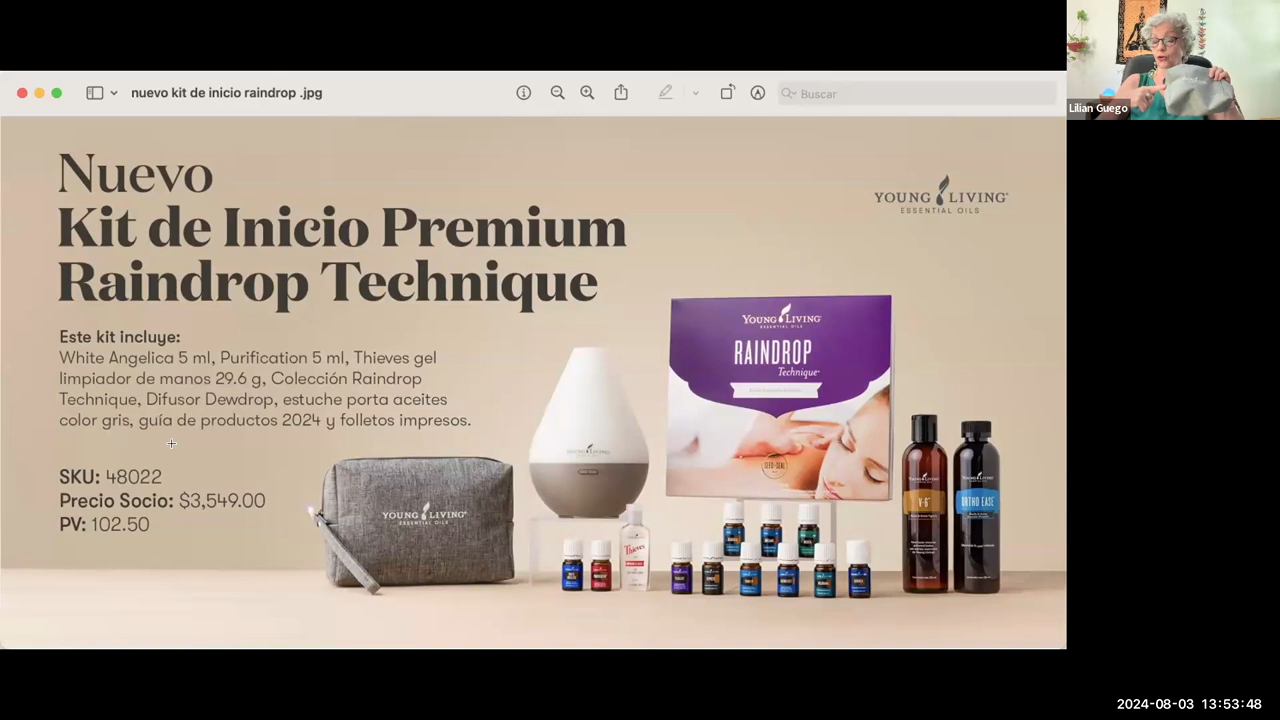 nuevo kit de inicio raindrop .jpg
Buscar
Lilian Guego
Nuevo
Kit de Inicio Premium
Raindrop Technique
YOUNG LIVING
ESSENTIAL OILS
Este kit incluye:
White Angelica 5 ml, Purification 5 ml, Thieves gel
limpiador de manos 29.6 g, Colección Raindrop
Technique, Difusor Dewdrop, estuche porta aceites
color gris, guía de productos 2024 y folletos impresos.
SKU: 48022
Precio Socio: $3,549.00
PV: 102.50
YOUNG LIVING
ESSENTIAL OILS
RAINDROP
Technique
YOUNG LIVING
ESSENTIAL OILS
Thieves
V-6
ORTHO EASE
2024-08-03 13:53:48